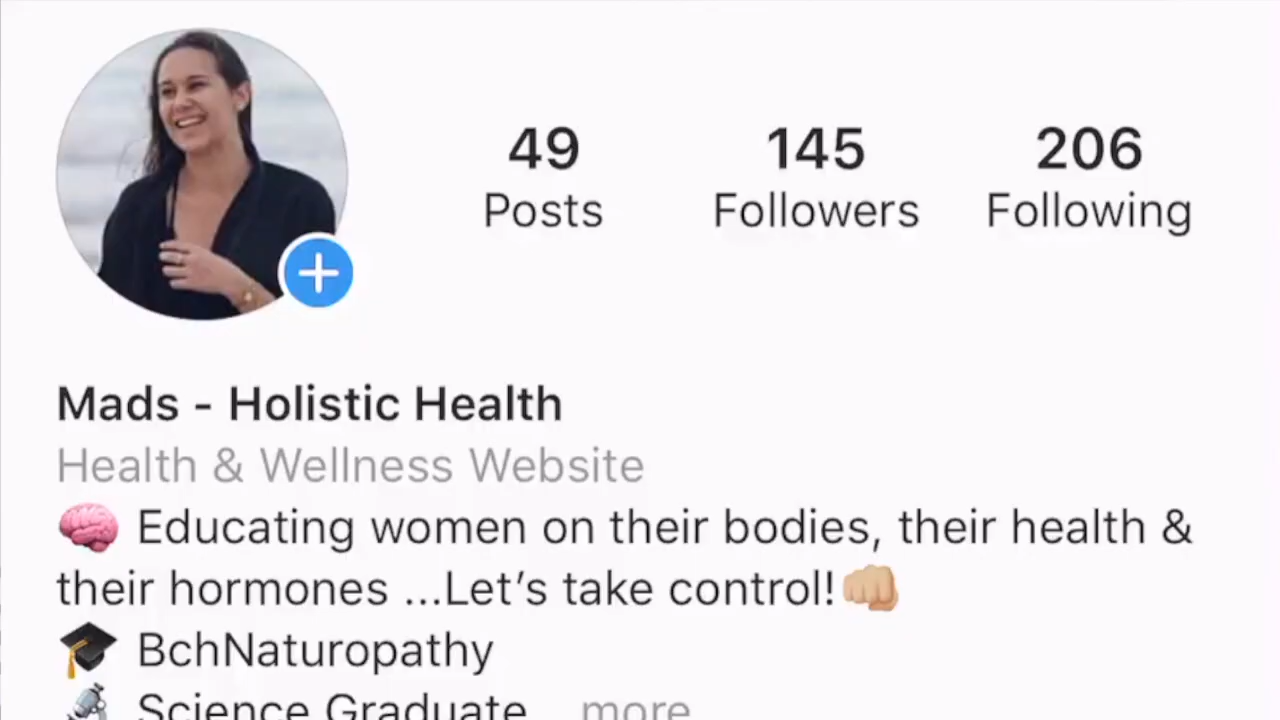 49 145 206
Posts Followers Following
Mads - Holistic Health
Health & Wellness Website
🧠 Educating women on their bodies, their health &
their hormones ...Let's take control!👊🏼
🎓 BchNaturopathy
🔬 Science Graduate... more